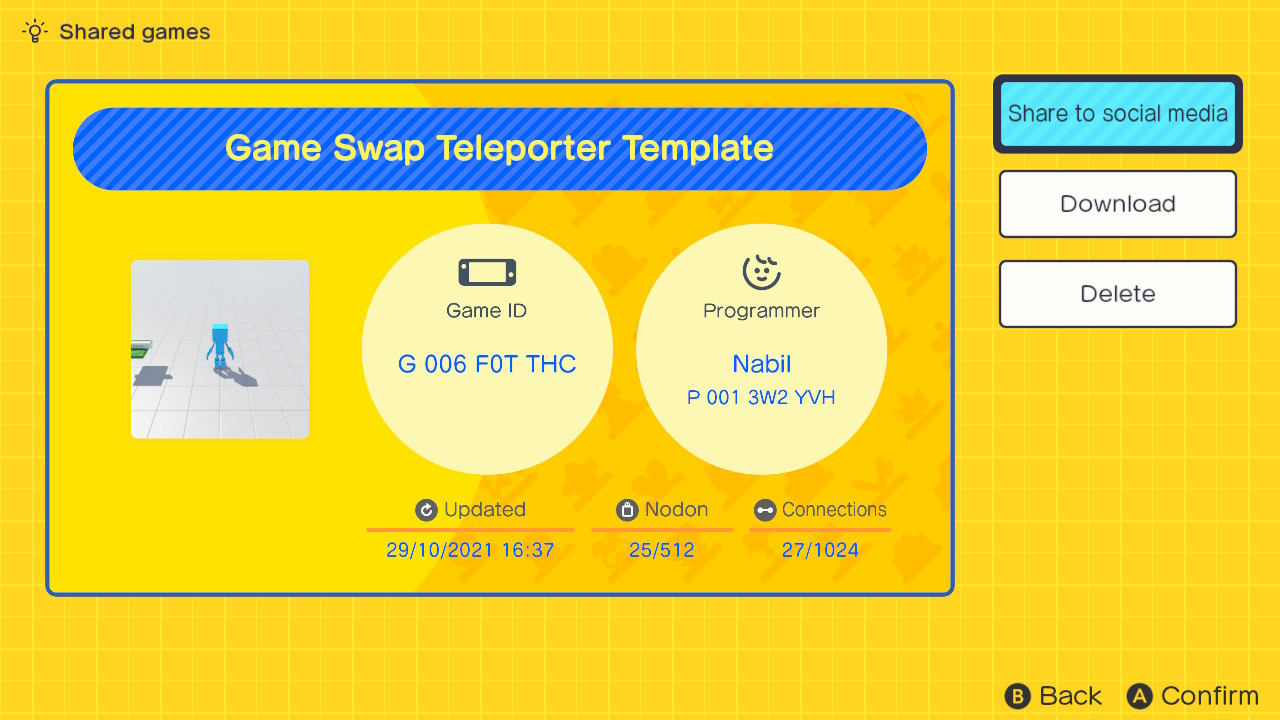 Shared games
Game Swap Teleporter Template
Share to social media
Download
Delete
Game ID
G 006 F0T THC
Programmer
Nabil
P 001 3W2 YVH
Updated
29/10/2021 16:37
Nodon
25/512
Connections
27/1024
B Back
A Confirm